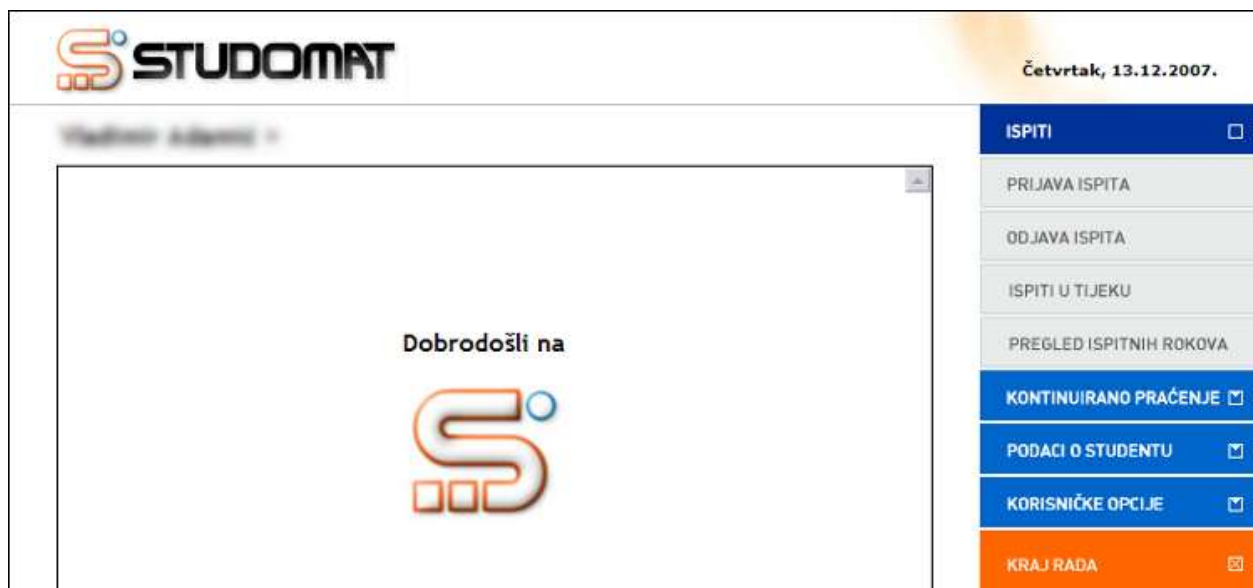 STUDOMAT
Četvrtak, 13.12.2007.
ISPITI
PRIJAVA ISPITA
ODJAVA ISPITA
ISPITI U TIJEKU
PREGLED ISPITNIH ROKOVA
KONTINUIRANO PRAĆENJE
PODACI O STUDENTU
KORISNIČKE OPCIJE
KRAJ RADA
Dobrodošli na